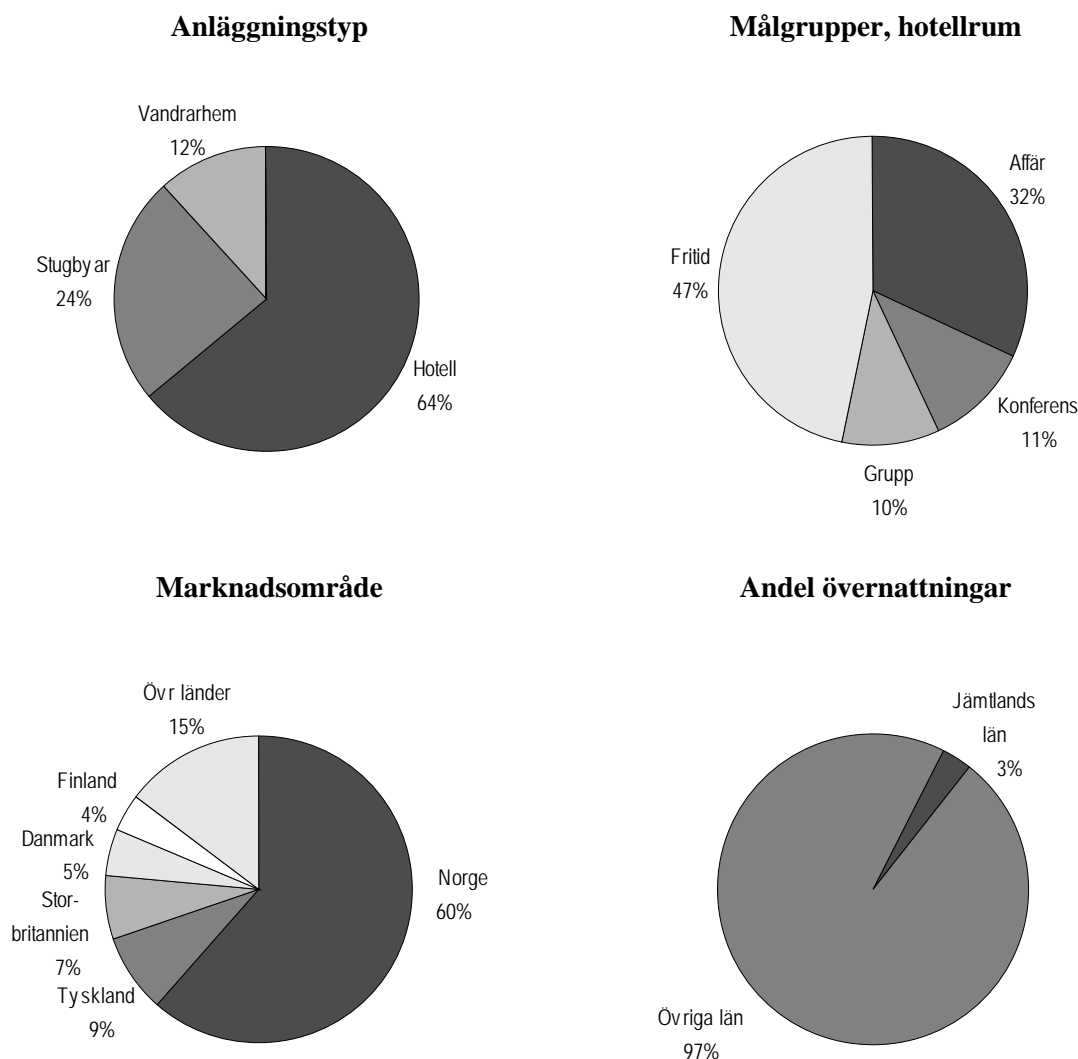 Anläggningstyp
Vandrarhem
12%
Stugbyar
24%
Hotell
64%
Målgrupper, hotellrum
Affär
32%
Fritid
47%
Konferens
11%
Grupp
10%
Marknadsområde
Övr länder
15%
Finland
4%
Danmark
5%
Stor-
britannien
7%
Tyskland
9%
Norge
60%
Andel övernattningar
Jämtlands
län
3%
Övriga län
97%